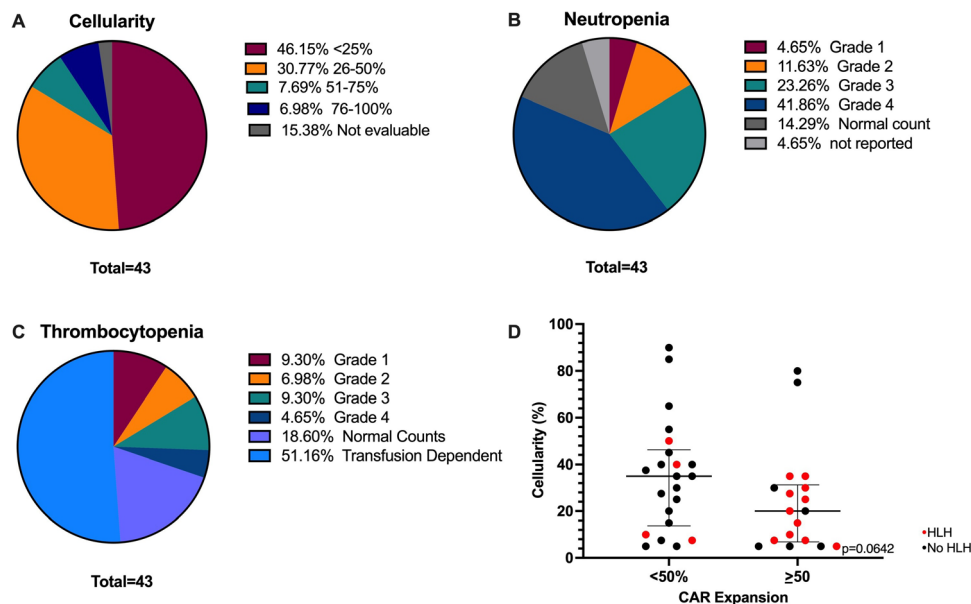 A Cellularity
46.15% <25%
30.77% 26-50%
7.69% 51-75%
6.98% 76-100%
15.38% Not evaluable
Total=43
B Neutropenia
4.65% Grade 1
11.63% Grade 2
23.26% Grade 3
41.86% Grade 4
14.29% Normal count
4.65% not reported
Total=43
C Thrombocytopenia
9.30% Grade 1
6.98% Grade 2
9.30% Grade 3
4.65% Grade 4
18.60% Normal Counts
51.16% Transfusion Dependent
Total=43
D
Cellularity (%)
100
80
60
40
20
0
<50%
≥50
CAR Expansion
p=0.0642
HLH
No HLH